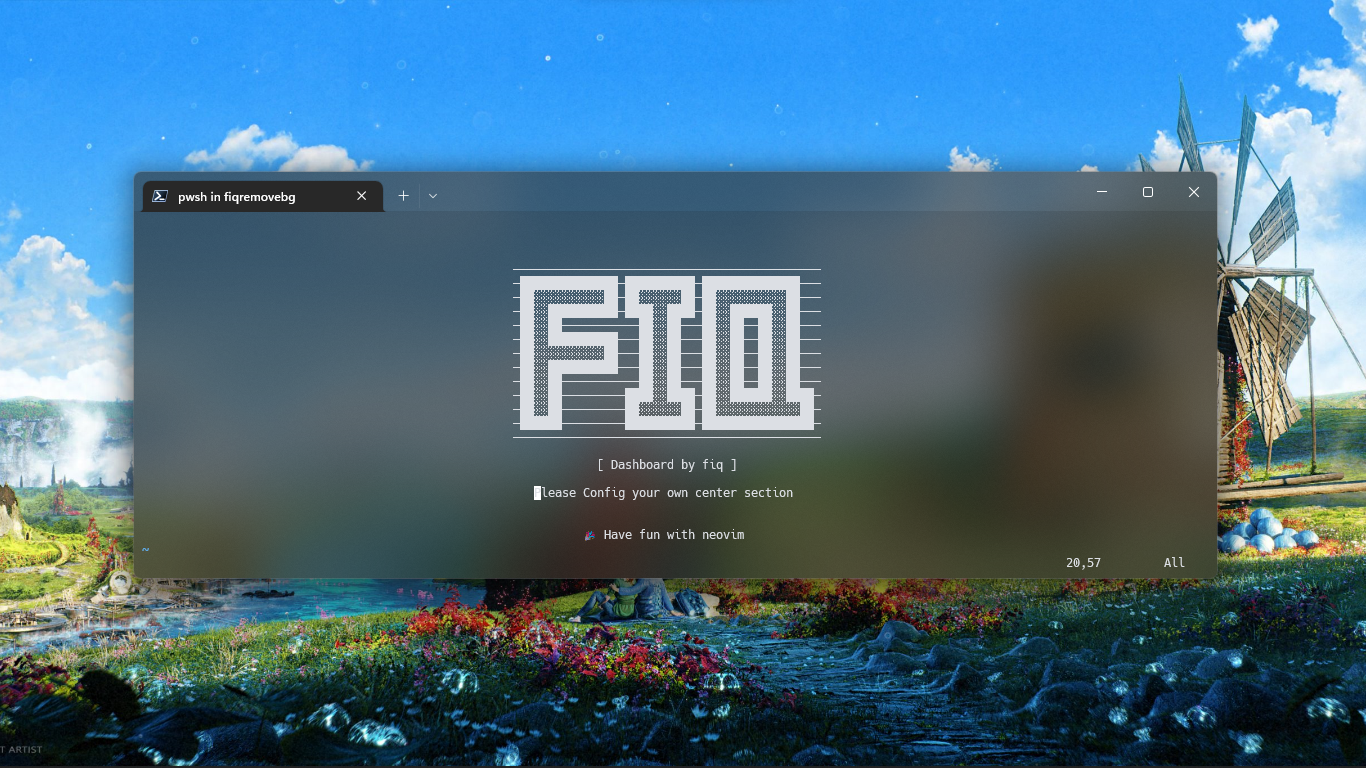 pwsh in fiqremovebg
FIQ
[ Dashboard by fiq ]
Please Config your own center section
🎉 Have fun with neovim
~
20,57 All
T ARTIST